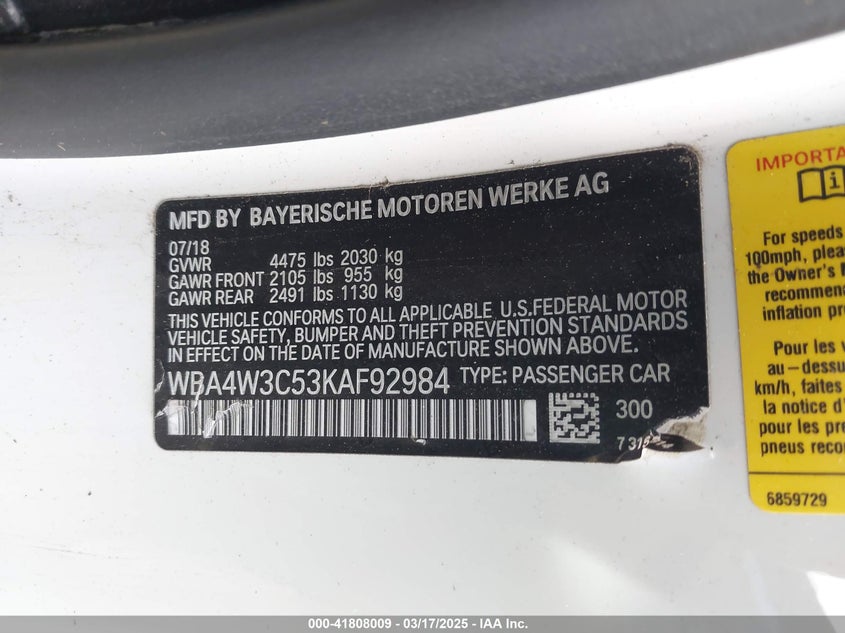 MFD BY BAYERISCHE MOTOREN WERKE AG
07/18
GVWR 4475 lbs 2030 kg
GAWR FRONT 2105 lbs 955 kg
GAWR REAR 2491 lbs 1130 kg
THIS VEHICLE CONFORMS TO ALL APPLICABLE U.S.FEDERAL MOTOR
VEHICLE SAFETY, BUMPER AND THEFT PREVENTION STANDARDS
IN EFFECT ON THE DATE OF MANUFACTURE SHOWN ABOVE.
WBA4W3C53KAF92984 TYPE: PASSENGER CAR
300
IMPORTA
For speeds
100mph, plea
the Owner's M
recommen
inflation pr
Pour les v
au-dessu
km/h, faites
la notice d'
pour les pre
pneus recom
6859729
000-41808009 | 03/17/2025 | IAA Inc.